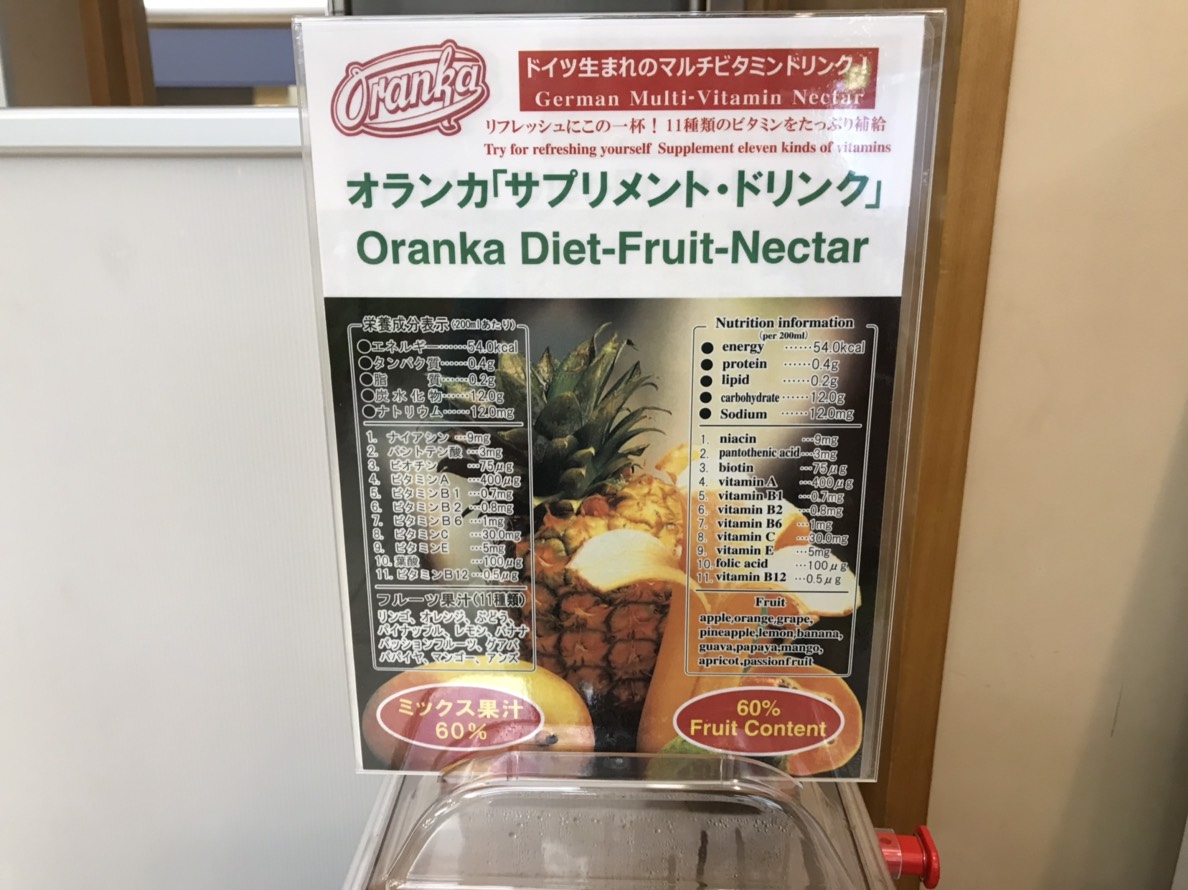 Oranka
ドイツ生まれのマルチビタミンドリンク!
German Multi-Vitamin Nectar
リフレッシュにこの一杯! 11種類のビタミンをたっぷり補給
Try for refreshing yourself Supplement eleven kinds of vitamins
オランカ「サプリメント・ドリンク」
Oranka Diet-Fruit-Nectar
栄養成分表示(200mlあたり)
●エネルギー……54.0kcal
●タンパク質……0.4g
●脂 質……0.2g
●炭水化物……12.0g
●ナトリウム……12.0mg
1. ナイアシン…9mg
2. パントテン酸…3mg
3. ビオチン…75μg
4. ビタミンA…400μg
5. ビタミンB1…0.7mg
6. ビタミンB2…0.8mg
7. ビタミンB6…1mg
8. ビタミンC…30.0mg
9. ビタミンE…5mg
10. 葉酸…100μg
11. ビタミンB12…0.5μg
フルーツ果汁(11種類)
リンゴ、オレンジ、ぶどう、
パイナップル、レモン、バナナ
パッションフルーツ、グアバ
パパイヤ、マンゴー、アンズ
ミックス果汁
60%
Nutrition information
(per 200ml)
● energy ……54.0kcal
● protein ……0.4g
● lipid ……0.2g
● carbohydrate……12.0g
● Sodium ……12.0mg
1. niacin …9mg
2. pantothenic acid…3mg
3. biotin …75μg
4. vitamin A …400μg
5. vitamin B1 …0.7mg
6. vitamin B2 …0.8mg
7. vitamin B6 …1mg
8. vitamin C …30.0mg
9. vitamin E …5mg
10. folic acid …100μg
11. vitamin B12 …0.5μg
Fruit
apple,orange,grape,
pineapple,lemon,banana,
guava,papaya,mango,
apricot,passionfruit
60%
Fruit Content